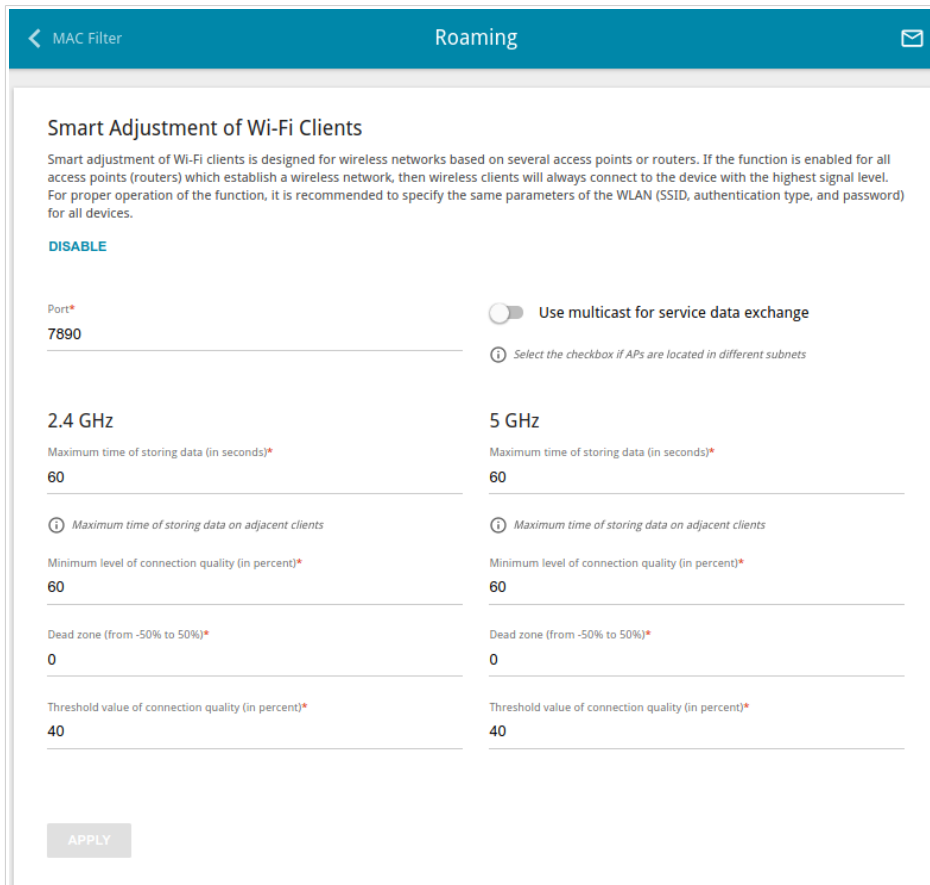 MAC Filter
Roaming
Smart Adjustment of Wi-Fi Clients
Smart adjustment of Wi-Fi clients is designed for wireless networks based on several access points or routers. If the function is enabled for all
access points (routers) which establish a wireless network, then wireless clients will always connect to the device with the highest signal level.
For proper operation of the function, it is recommended to specify the same parameters of the WLAN (SSID, authentication type, and password)
for all devices.
DISABLE
Port*
7890
Use multicast for service data exchange
Select the checkbox if APs are located in different subnets
2.4 GHz
Maximum time of storing data (in seconds)*
60
Maximum time of storing data on adjacent clients
Minimum level of connection quality (in percent)*
60
Dead zone (from -50% to 50%)*
0
Threshold value of connection quality (in percent)*
40
5 GHz
Maximum time of storing data (in seconds)*
60
Maximum time of storing data on adjacent clients
Minimum level of connection quality (in percent)*
60
Dead zone (from -50% to 50%)*
0
Threshold value of connection quality (in percent)*
40
APPLY